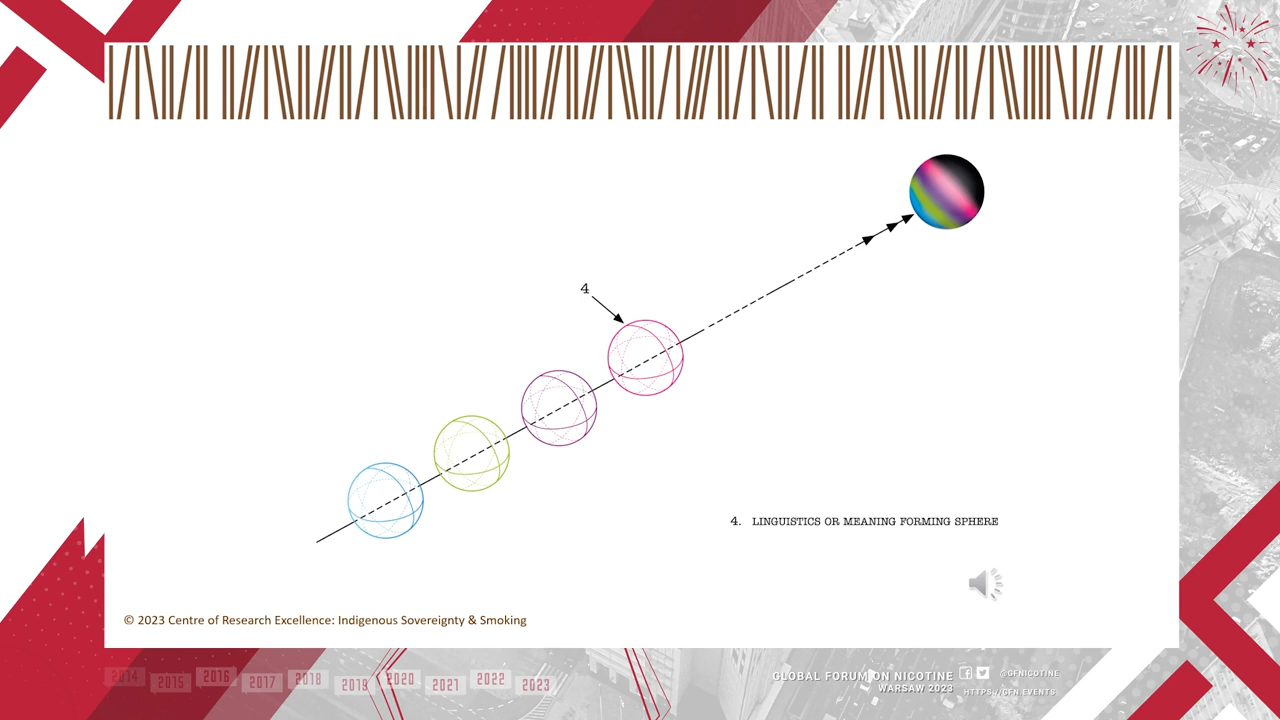 4
4. LINGUISTICS OR MEANING FORMING SPHERE
© 2023 Centre of Research Excellence: Indigenous Sovereignty & Smoking
2014 2015 2016 2017 2018 2019 2020 2021 2022 2023
GLOBAL FORUM ON NICOTINE
WARSAW 2023
@GFNICOTINE
HTTPS://GFN.EVENTS